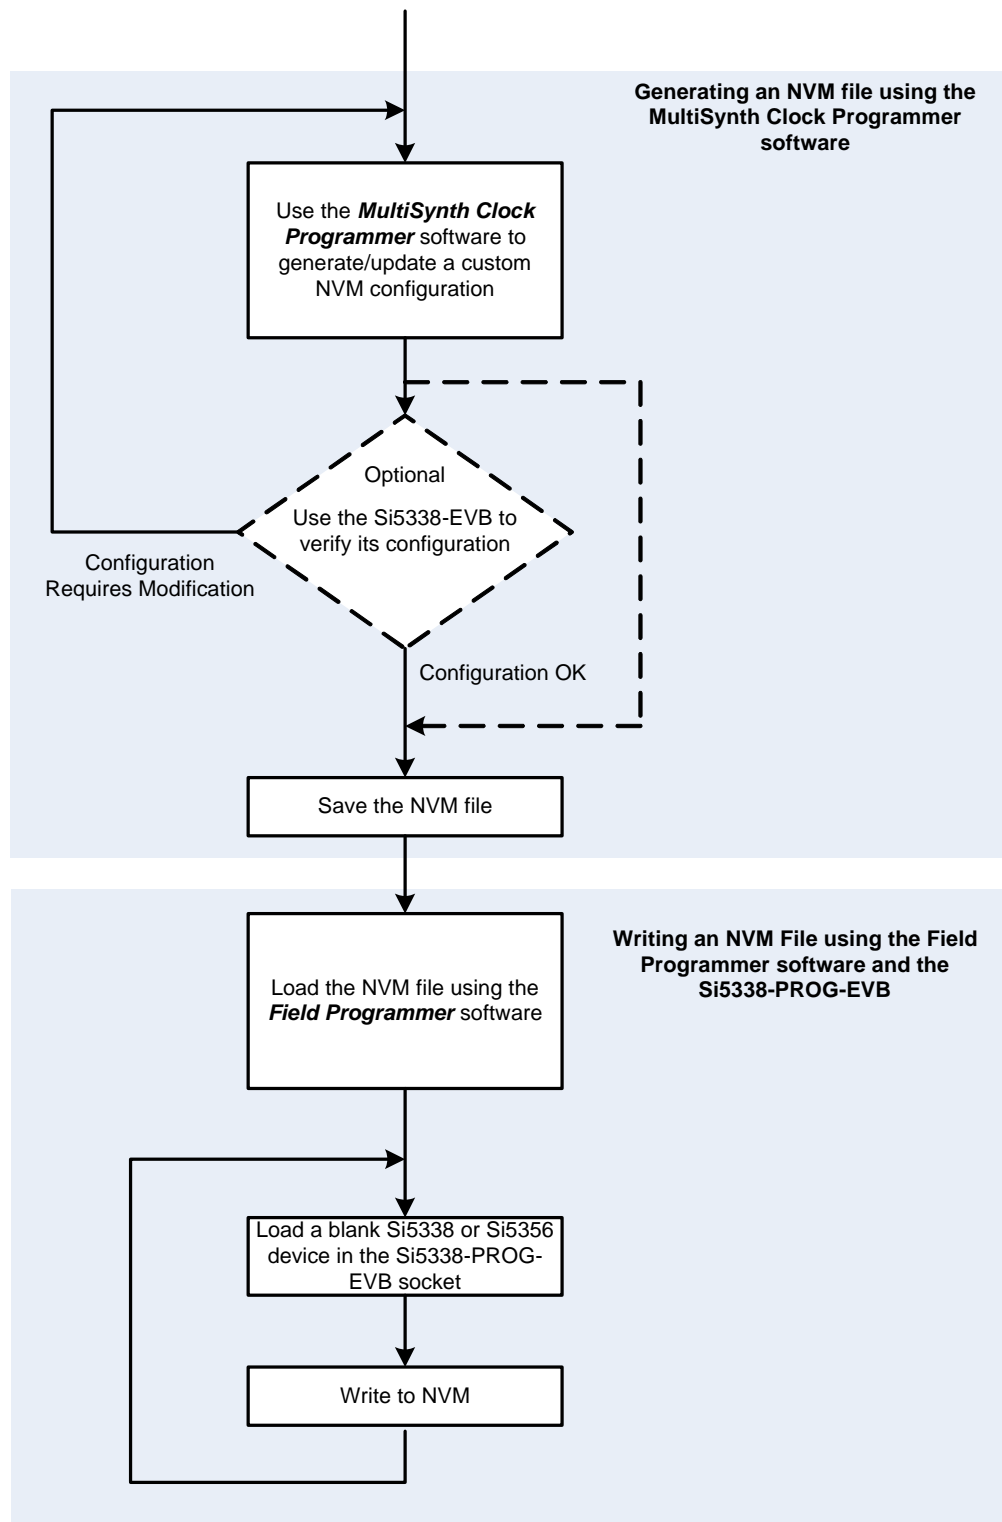 Generating an NVM file using the
MultiSynth Clock Programmer
software
Use the MultiSynth Clock
Programmer software to
generate/update a custom
NVM configuration
Optional
Use the Si5338-EVB to
verify its configuration
Configuration
Requires Modification
Configuration OK
Save the NVM file
Writing an NVM File using the Field
Programmer software and the
Si5338-PROG-EVB
Load the NVM file using the
Field Programmer software
Load a blank Si5338 or Si5356
device in the Si5338-PROG-
EVB socket
Write to NVM